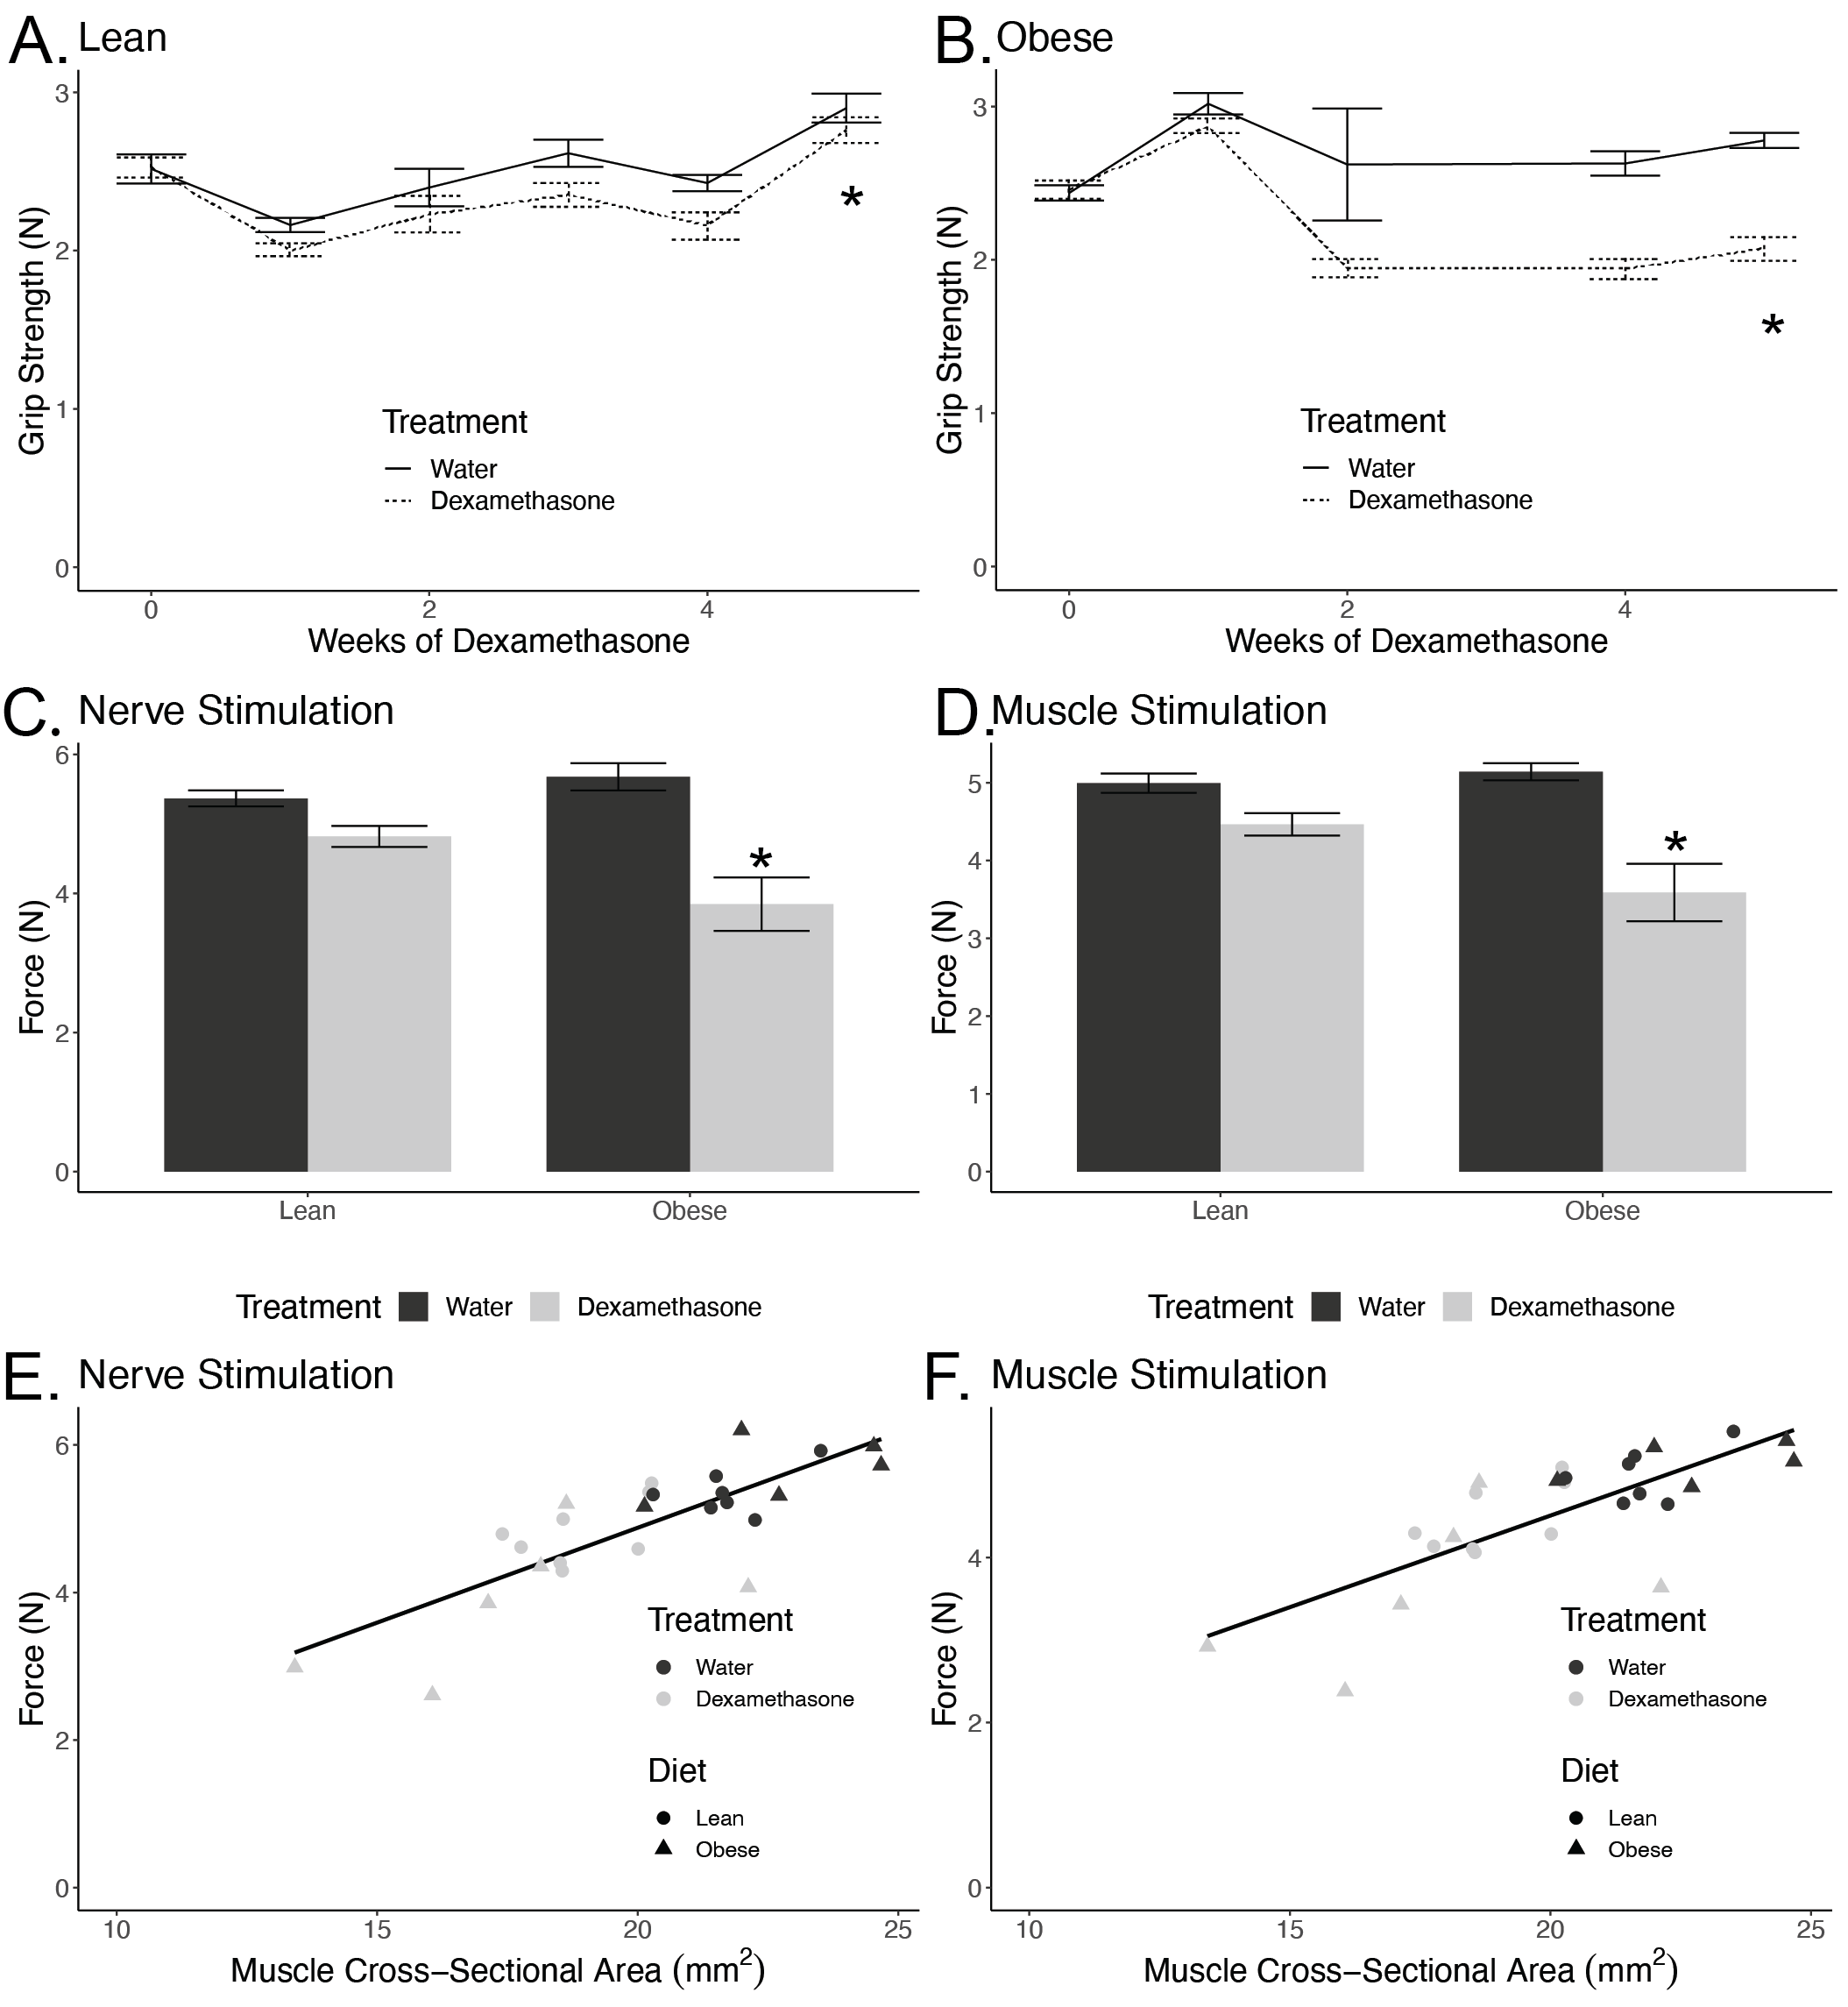 A. Lean
3
2
1
0
Grip Strength (N)
Treatment
Water
Dexamethasone
*
0 2 4
Weeks of Dexamethasone
B. Obese
3
2
1
0
Grip Strength (N)
Treatment
Water
Dexamethasone
*
0 2 4
Weeks of Dexamethasone
C. Nerve Stimulation
6
4
2
0
Force (N)
*
Lean Obese
Treatment Water Dexamethasone
D. Muscle Stimulation
5
4
3
2
1
0
Force (N)
*
Lean Obese
Treatment Water Dexamethasone
E. Nerve Stimulation
6
4
2
0
Force (N)
Treatment
Water
Dexamethasone
Diet
Lean
Obese
10 15 20 25
Muscle Cross−Sectional Area (mm²)
F. Muscle Stimulation
4
2
0
Force (N)
Treatment
Water
Dexamethasone
Diet
Lean
Obese
10 15 20 25
Muscle Cross−Sectional Area (mm²)